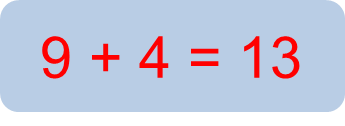 9 + 4 = 13